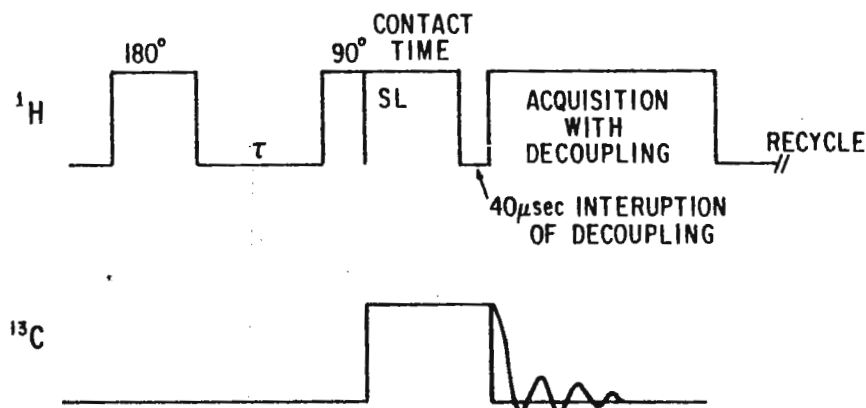 CONTACT
TIME
180°
90°
¹H
SL
τ
ACQUISITION
WITH
DECOUPLING
RECYCLE
40μsec INTERUPTION
OF DECOUPLING
¹³C